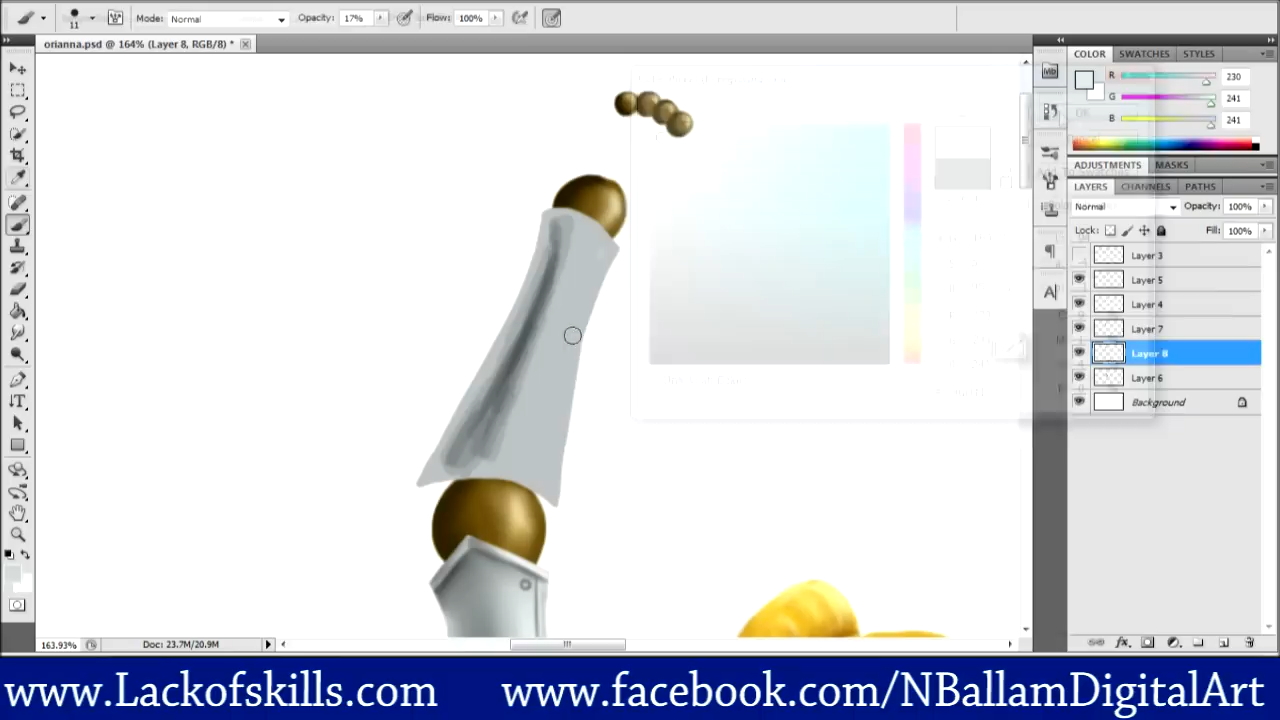 11 Mode: Normal Opacity: 17% Flow: 100%
orianna.psd @ 164% (Layer 8, RGB/8) *
COLOR SWATCHES STYLES
R 230
G 241
B 241
ADJUSTMENTS MASKS
LAYERS CHANNELS PATHS
Normal Opacity: 100%
Lock: Fill: 100%
Layer 3
Layer 5
Layer 4
Layer 7
Layer 8
Layer 6
Background
163.93% Doc: 23.7M/20.9M
www.Lackofskills.com www.facebook.com/NBallamDigitalArt